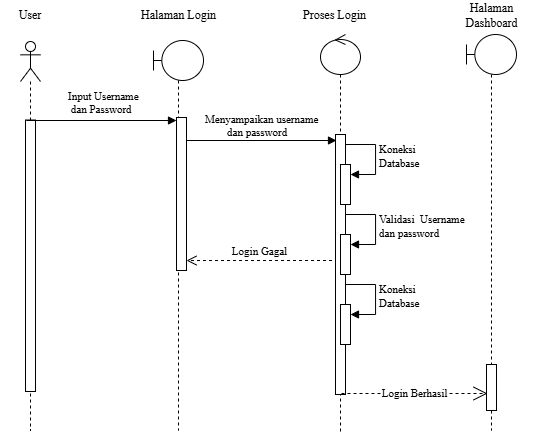 User
Halaman Login
Proses Login
Halaman
Dashboard
Input Username
dan Password
Menyampaikan username
dan password
Koneksi
Database
Validasi Username
dan password
Login Gagal
Koneksi
Database
Login Berhasil